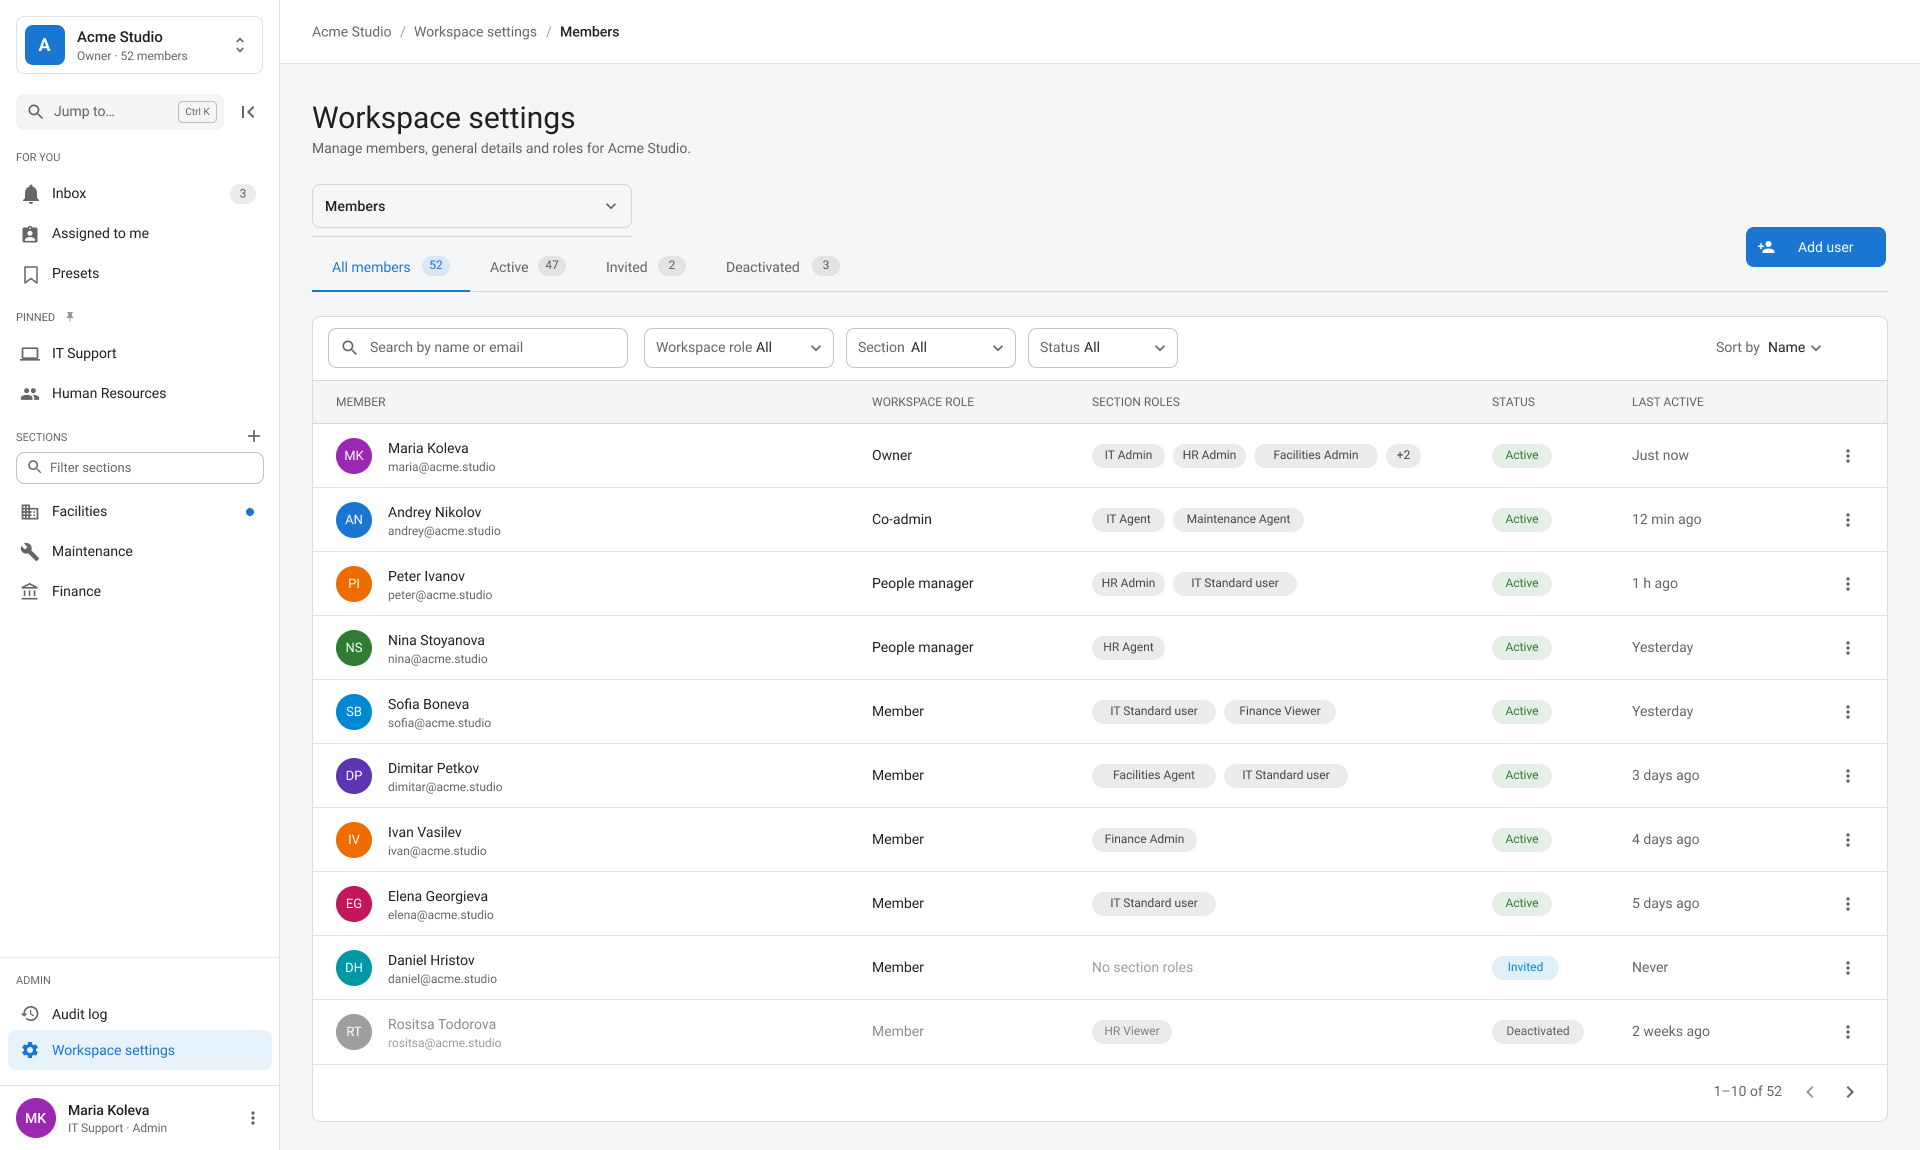 A
Acme Studio
Owner · 52 members
Jump to...
Ctrl K
FOR YOU
Inbox
3
Assigned to me
Presets
PINNED
IT Support
Human Resources
SECTIONS
Filter sections
Facilities
Maintenance
Finance
ADMIN
Audit log
Workspace settings
MK
Maria Koleva
IT Support · Admin
Acme Studio / Workspace settings / Members
Workspace settings
Manage members, general details and roles for Acme Studio.
Members
All members 52
Active 47
Invited 2
Deactivated 3
Add user
Search by name or email
Workspace role All
Section All
Status All
Sort by Name
MEMBER WORKSPACE ROLE SECTION ROLES STATUS LAST ACTIVE
MK Maria Koleva Owner IT Admin HR Admin Facilities Admin +2 Active Just now
maria@acme.studio
AN Andrey Nikolov Co-admin IT Agent Maintenance Agent Active 12 min ago
andrey@acme.studio
PI Peter Ivanov People manager HR Admin IT Standard user Active 1 h ago
peter@acme.studio
NS Nina Stoyanova People manager HR Agent Active Yesterday
nina@acme.studio
SB Sofia Boneva Member IT Standard user Finance Viewer Active Yesterday
sofia@acme.studio
DP Dimitar Petkov Member Facilities Agent IT Standard user Active 3 days ago
dimitar@acme.studio
IV Ivan Vasilev Member Finance Admin Active 4 days ago
ivan@acme.studio
EG Elena Georgieva Member IT Standard user Active 5 days ago
elena@acme.studio
DH Daniel Hristov Member No section roles Invited Never
daniel@acme.studio
RT Rositsa Todorova Member HR Viewer Deactivated 2 weeks ago
rositsa@acme.studio
1–10 of 52